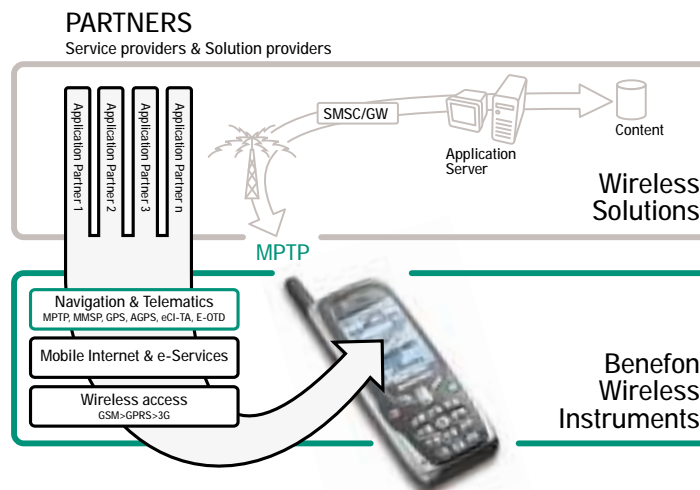 PARTNERS
Service providers & Solution providers
Application Partner 1
Application Partner 2
Application Partner 3
Application Partner n
SMSC/GW
Application
Server
Content
Wireless
Solutions
MPTP
Navigation & Telematics
MPTP, MMSP, GPS, AGPS, eCI-TA, E-OTD
Mobile Internet & e-Services
Wireless access
GSM>GPRS>3G
Benefon
Wireless
Instruments